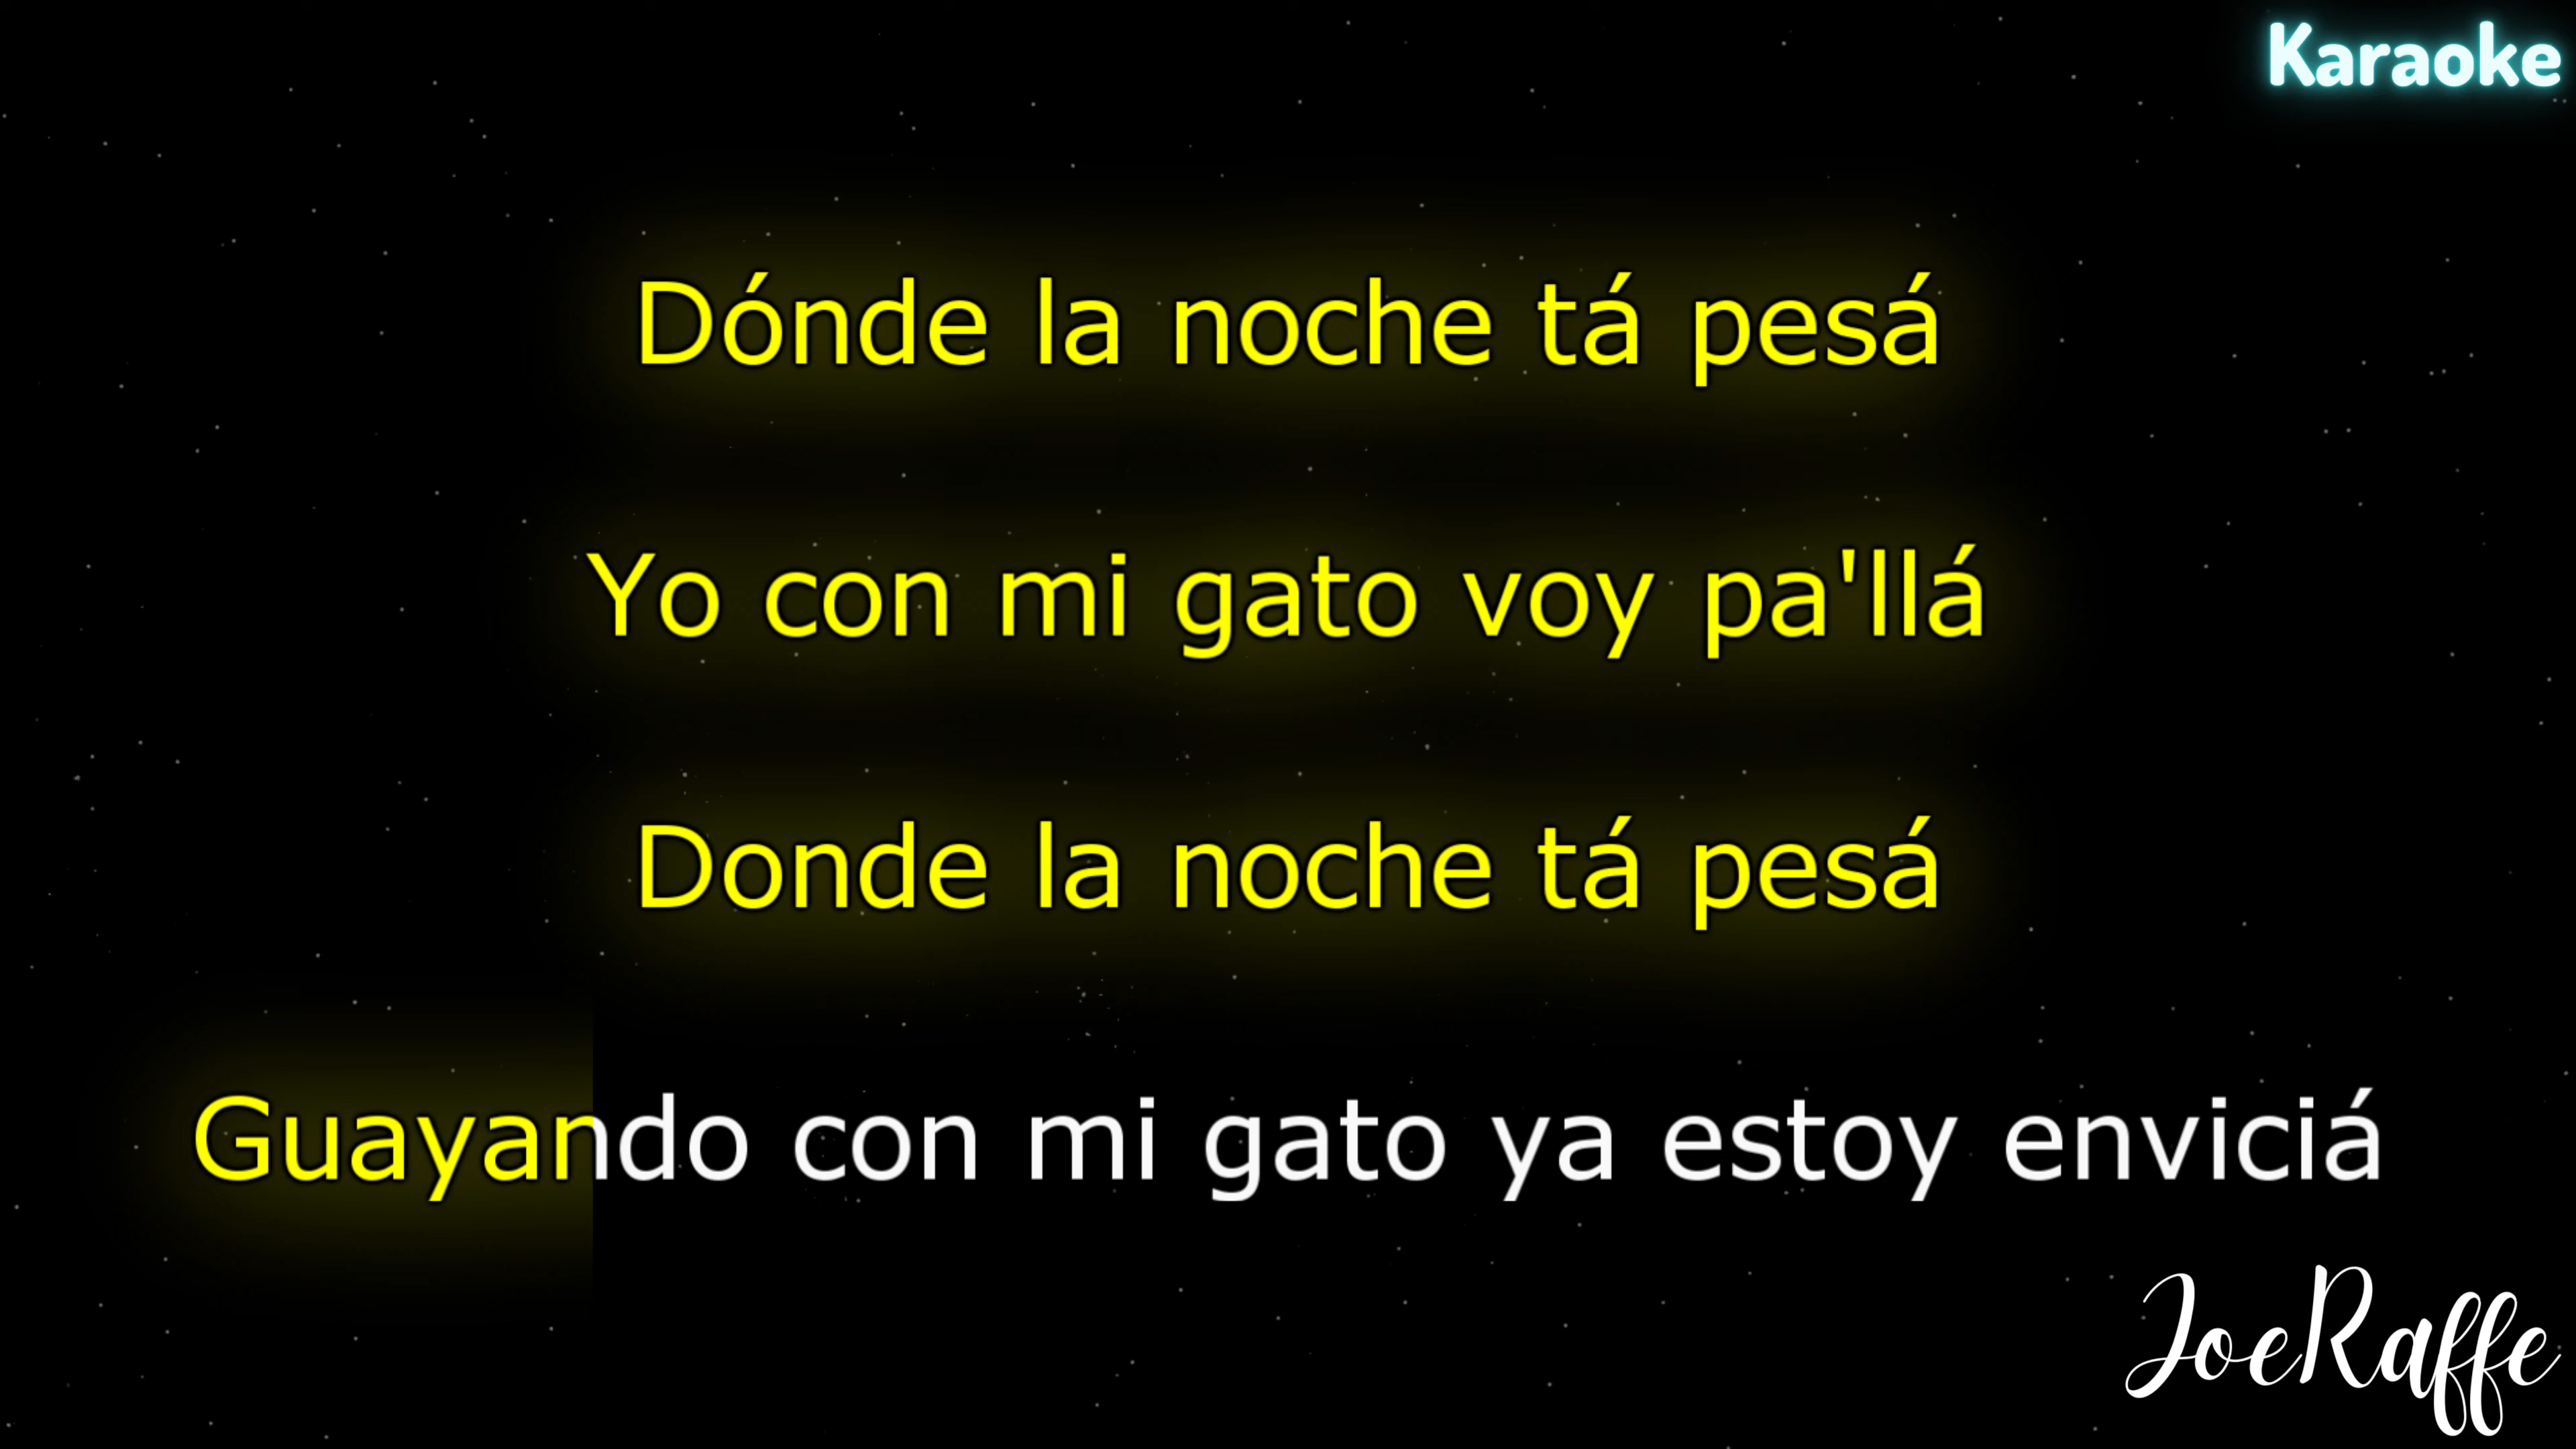 Karaoke
Dónde la noche tá pesá
Yo con mi gato voy pa'llá
Donde la noche tá pesá
Guayando con mi gato ya estoy enviciá
JoeRaffe